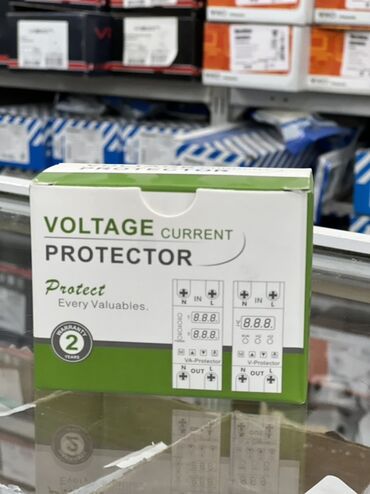 PROTECTOR
VOLTAGE CURRENT
PROTECTOR
Protect
Every Valuables.
WARRANTY
2
YEARS
N IN L
8.8.8.
8.8.8.
VA-Protector
N OUT L
N IN L
8.8.8.
V-Protector
N OUT L